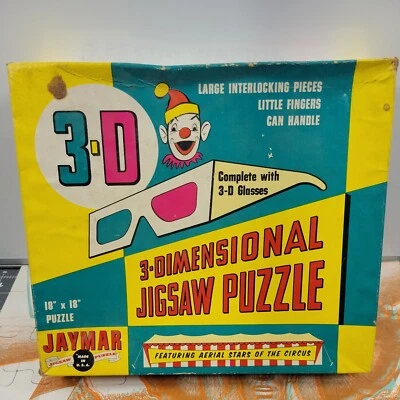 LARGE INTERLOCKING PIECES
LITTLE FINGERS
CAN HANDLE
3-D
Complete with
3-D Glasses
3-DIMENSIONAL
JIGSAW PUZZLE
18" x 18"
PUZZLE
JAYMAR
MADE
IN
U.S.A.
FEATURING AERIAL STARS OF THE CIRCUS